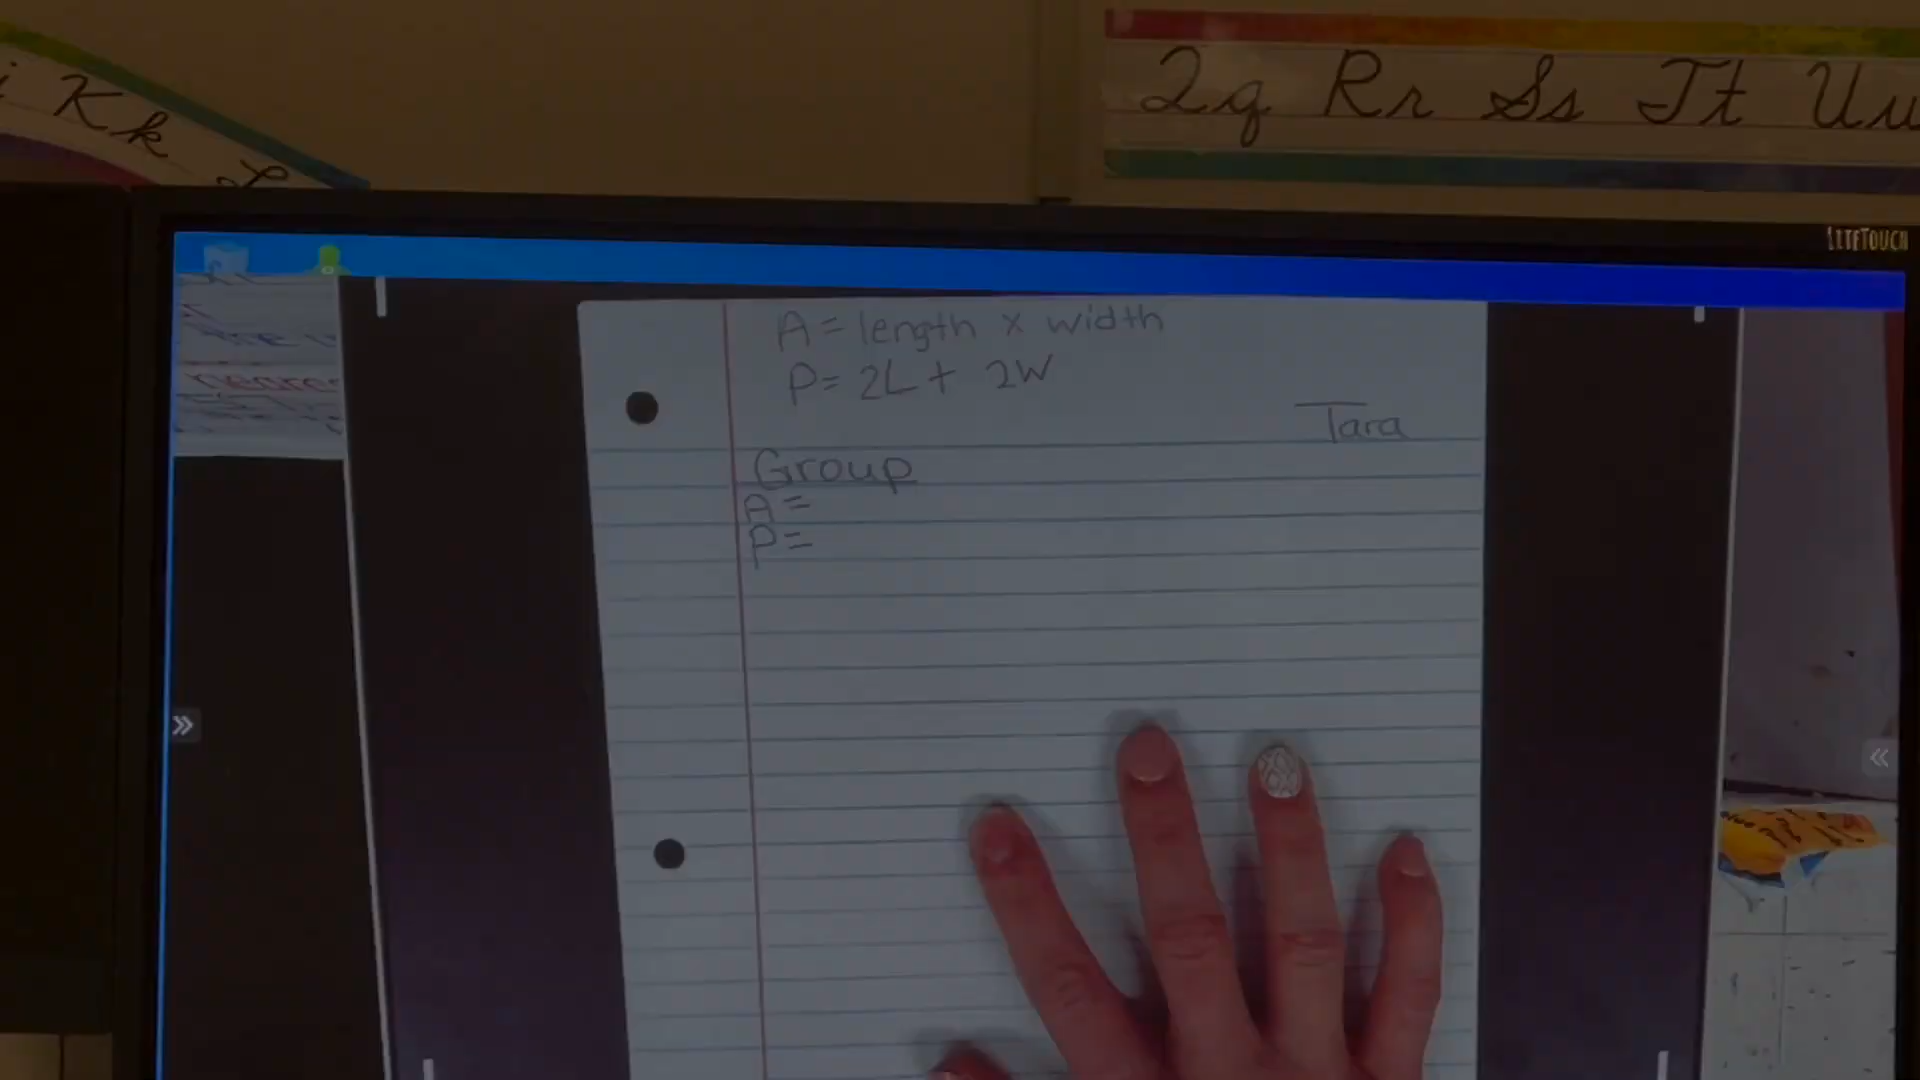 Kk L
Qq Rr Ss Tt Uu
LITETOUCH
A = length x width
P = 2L + 2W
Tara
Group
A =
P =